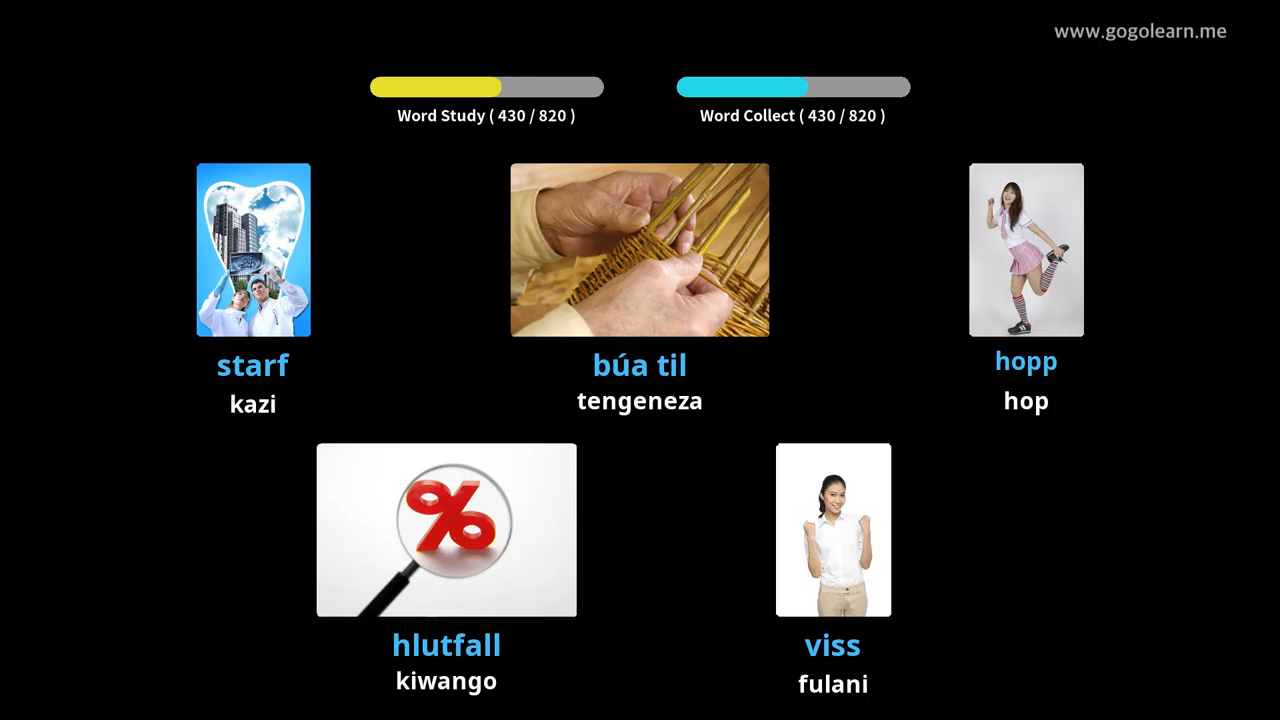 www.gogolearn.me
Word Study ( 430 / 820 )
Word Collect ( 430 / 820 )
starf
kazi
búa til
tengeneza
hopp
hop
hlutfall
kiwango
viss
fulani